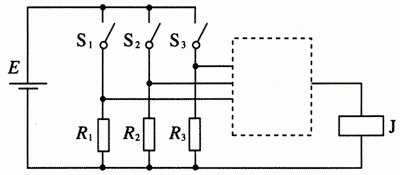 S₁ S₂ S₃
E
R₁ R₂ R₃ J